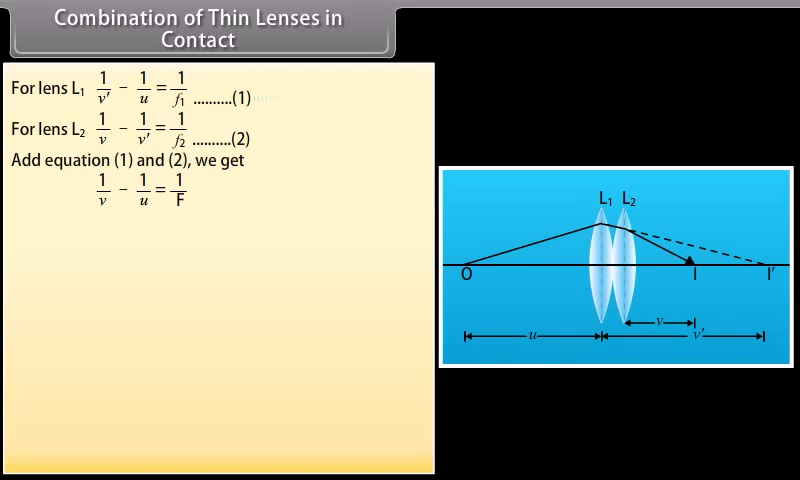 Combination of Thin Lenses in
Contact
For lens L₁ 1/v′ − 1/u = 1/f₁ ..........(1)
For lens L₂ 1/v − 1/v′ = 1/f₂ ..........(2)
Add equation (1) and (2), we get
1/v − 1/u = 1/F
L₁ L₂
O I I′
v
u v′